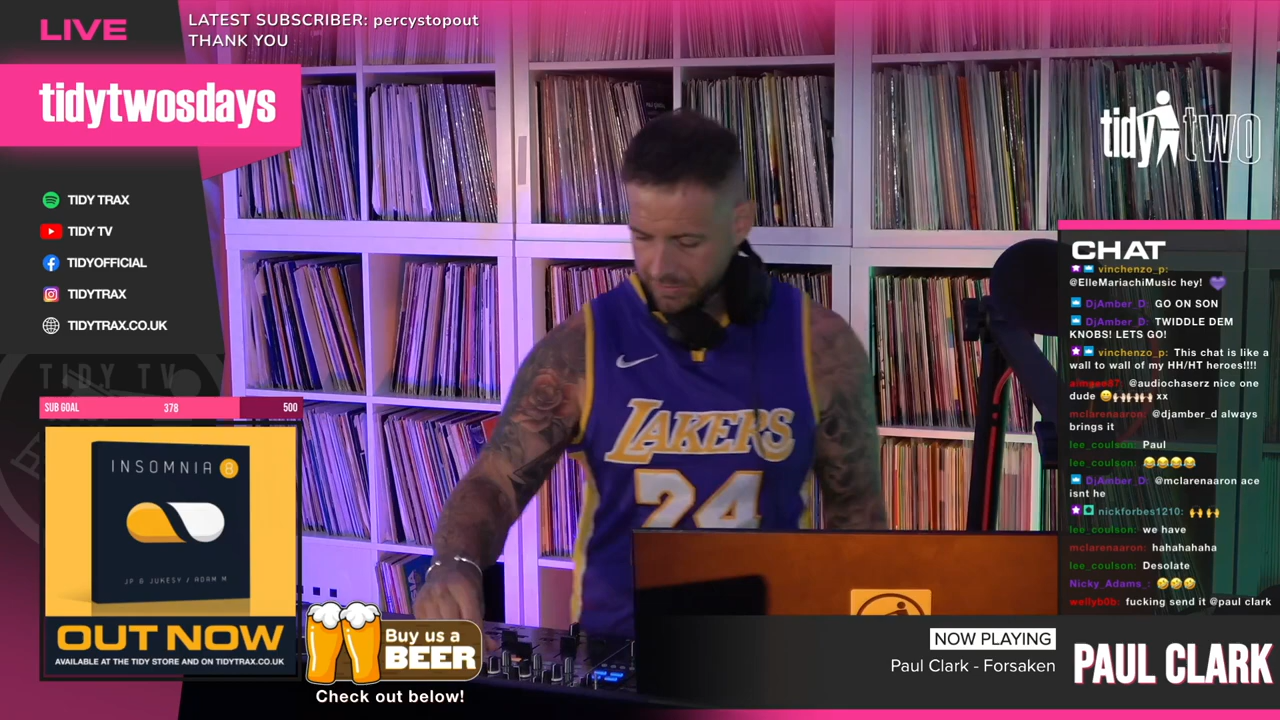 LIVE
LATEST SUBSCRIBER: percystopout
THANK YOU
tidytwosdays
TIDY TRAX
TIDY TV
TIDYOFFICIAL
TIDYTRAX
TIDYTRAX.CO.UK
TIDY TV
SUB GOAL 378 500
INSOMNIA 8
JP & JUKESY / ADAM M
OUT NOW
AVAILABLE AT THE TIDY STORE AND ON TIDYTRAX.CO.UK
Buy us a
BEER
Check out below!
LAKERS
24
tidy two
CHAT
vinchenzo_p:
@ElleMariachiMusic hey! 💜
DjAmber_D: GO ON SON
DjAmber_D: TWIDDLE DEM
KNOBS! LETS GO!
vinchenzo_p: This chat is like a
wall to wall of my HH/HT heroes!!!!
@audiochaserz nice one
dude xx
mclarenaaron: @djamber_d always
brings it
lee_coulson: Paul
lee_coulson: 😂😂😂😂
DjAmber_D: @mclarenaaron ace
isnt he
nickforbes1210: 🙌🙌
lee_coulson: we have
mclarenaaron: hahahahaha
lee_coulson: Desolate
Nicky_Adams_: 🤣🤣🤣
wellyb0b: fucking send it @paul clark
NOW PLAYING
Paul Clark - Forsaken
PAUL CLARK